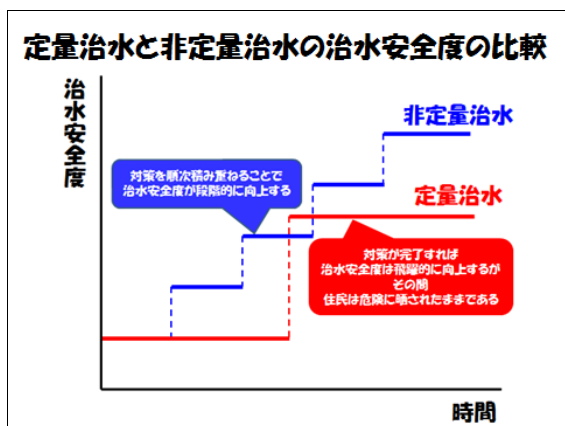 定量治水と非定量治水の治水安全度の比較
治水安全度
非定量治水
対策を順次積み重ねることで
治水安全度が段階的に向上する
定量治水
対策が完了すれば
治水安全度は飛躍的に向上するが
その間
住民は危険に晒されたままである
時間